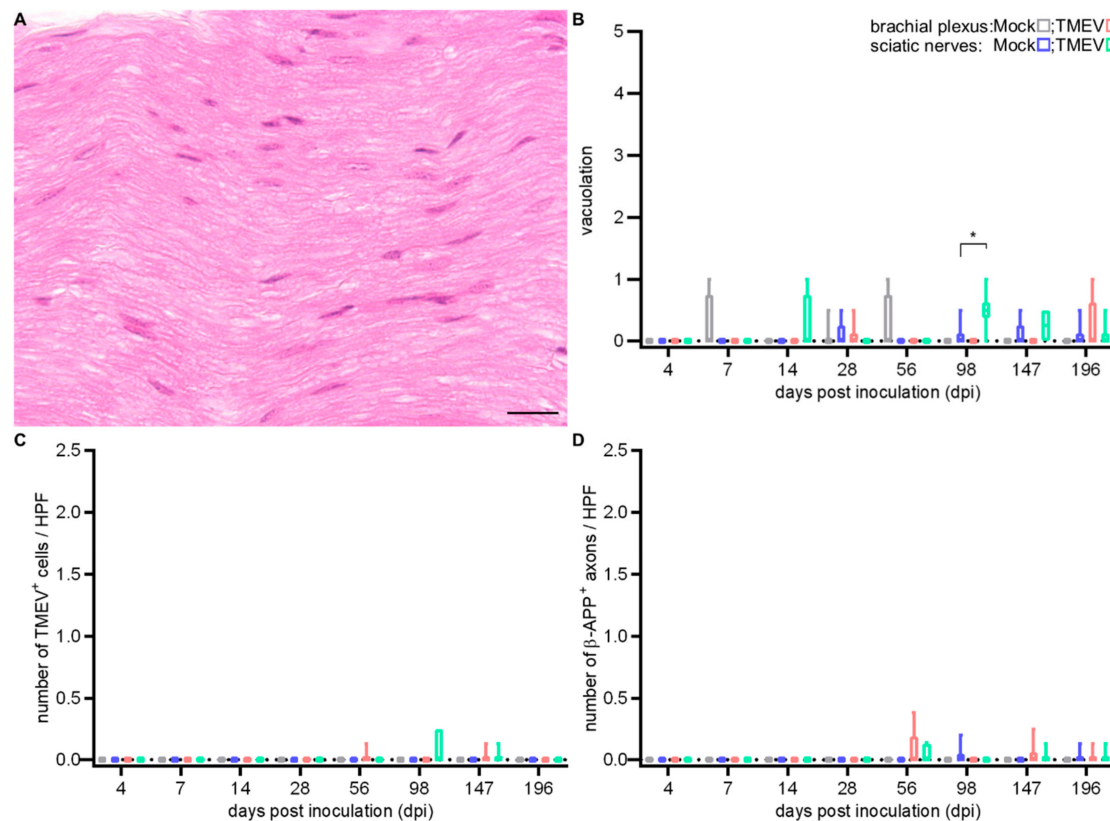 A
B
brachial plexus:Mock ;TMEV
sciatic nerves: Mock ;TMEV
5
4
3
2
1
0
vacuolation
*
4 7 14 28 56 98 147 196
days post inoculation (dpi)
C
2.5
2.0
1.5
1.0
0.5
0.0
number of TMEV⁺ cells / HPF
4 7 14 28 56 98 147 196
days post inoculation (dpi)
D
2.5
2.0
1.5
1.0
0.5
0.0
number of β-APP⁺ axons / HPF
4 7 14 28 56 98 147 196
days post inoculation (dpi)